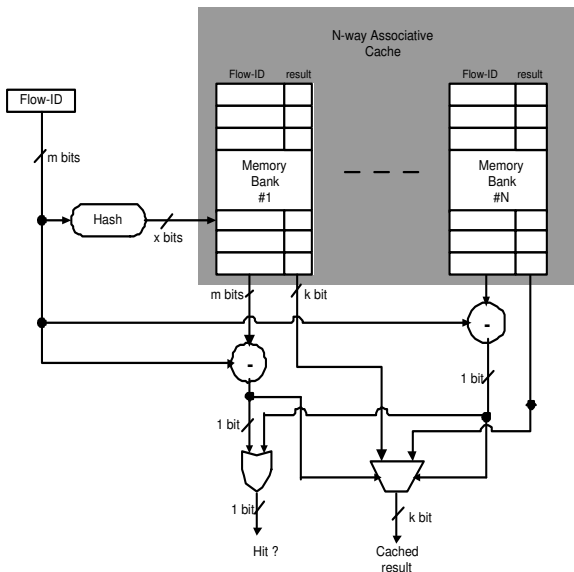 N-way Associative
Cache
Flow-ID result
Flow-ID result
Flow-ID
m bits
Memory
Bank
#1
Memory
Bank
#N
Hash
x bits
m bits
k bit
-
-
1 bit
1 bit
1 bit
k bit
Hit ?
Cached
result